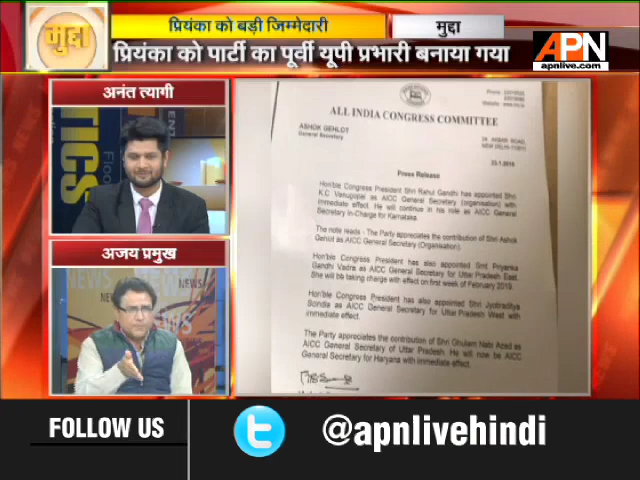 मुद्दा
प्रियंका को बड़ी जिम्मेदारी
मुद्दा
APN
apnlive.com
प्रियंका को पार्टी का पूर्वी यूपी प्रभारी बनाया गया
अनंत त्यागी
अजय प्रमुख
NEWS
NEWS
ALL INDIA CONGRESS COMMITTEE
ASHOK GEHLOT
General Secretary
24, AKBAR ROAD,
NEW DELHI
Press Release
Hon'ble Congress President Shri Rahul Gandhi has appointed Shri
K.C. Venugopal as AICC General Secretary (organisation) with
immediate effect. He will continue in his role as AICC General
Secretary In-Charge for Karnataka.
The note reads - The Party appreciates the contribution of Shri Ashok
Gehlot as AICC General Secretary (Organisation).
Hon'ble Congress President has also appointed Smt Priyanka
Gandhi Vadra as AICC General Secretary for Uttar Pradesh East.
She will be taking charge with effect on first week of February 2019.
Hon'ble Congress President has also appointed Shri Jyotiraditya
Scindia as AICC General Secretary for Uttar Pradesh West with
immediate effect.
The Party appreciates the contribution of Shri Ghulam Nabi Azad as
AICC General Secretary of Uttar Pradesh. He will now be AICC
General Secretary for Haryana with immediate effect.
FOLLOW US
@apnlivehindi